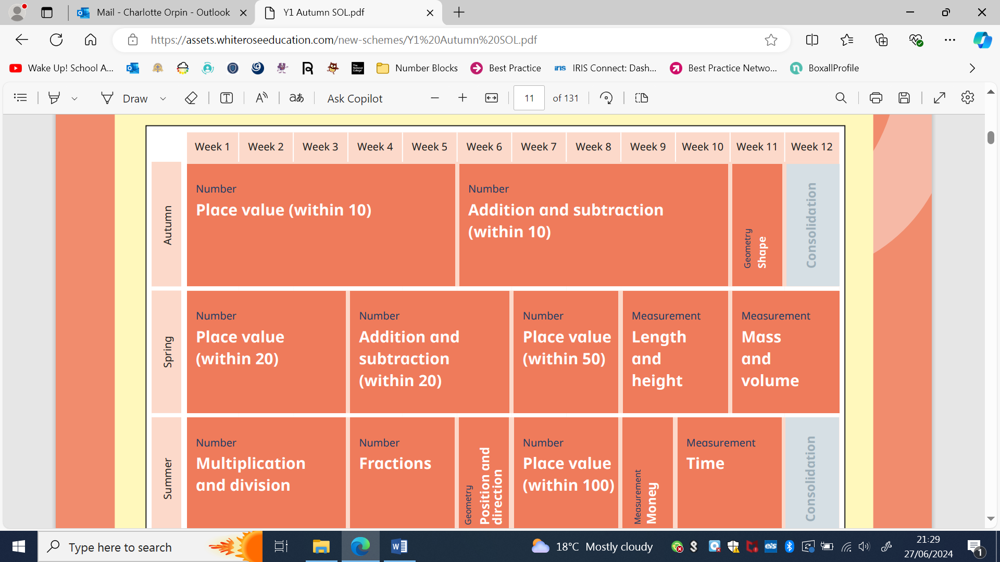 Mail - Charlotte Orpin - Outlook
Y1 Autumn SOL.pdf
https://assets.whiteroseeducation.com/new-schemes/Y1%20Autumn%20SOL.pdf
Wake Up! School A...
The National College
Number Blocks
Best Practice
IRIS
IRIS Connect: Dash...
Best Practice Netwo...
BoxallProfile
Draw
Ask Copilot
11 of 131
Week 1 Week 2 Week 3 Week 4 Week 5 Week 6 Week 7 Week 8 Week 9 Week 10 Week 11 Week 12
Autumn
Number
Place value (within 10)
Number
Addition and subtraction
(within 10)
Geometry
Shape
Consolidation
Spring
Number
Place value
(within 20)
Number
Addition and
subtraction
(within 20)
Number
Place value
(within 50)
Measurement
Length
and
height
Measurement
Mass
and
volume
Summer
Number
Multiplication
and division
Number
Fractions
Geometry
Position and
direction
Number
Place value
(within 100)
Measurement
Money
Measurement
Time
Consolidation
Type here to search
18°C Mostly cloudy
eis
21:29
27/06/2024
1